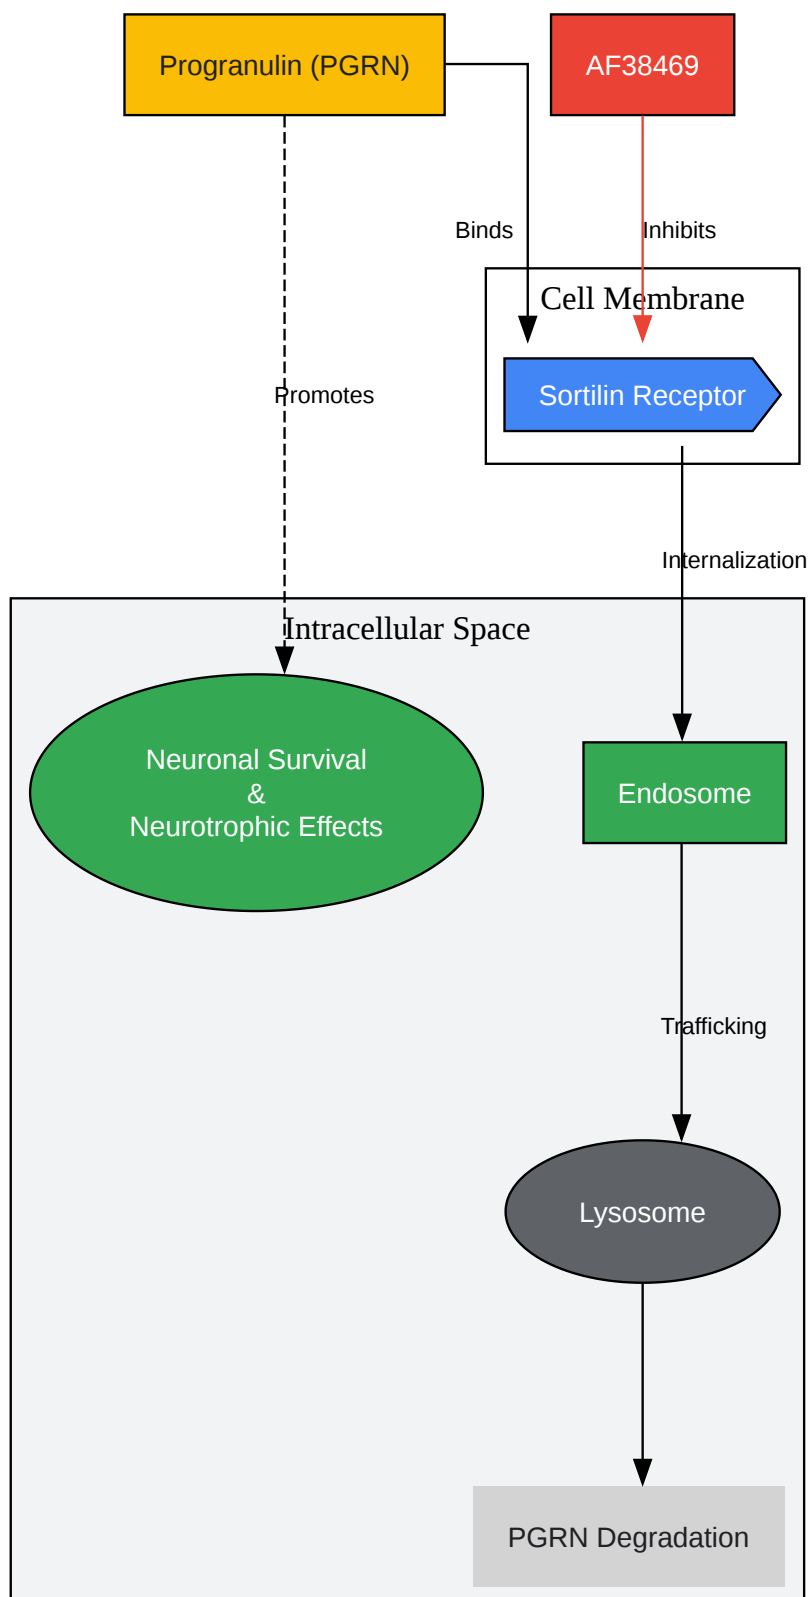 Progranulin (PGRN)
AF38469
Binds
Inhibits
Cell Membrane
Promotes
Sortilin Receptor
Internalization
Intracellular Space
Neuronal Survival
&
Neurotrophic Effects
Endosome
Trafficking
Lysosome
PGRN Degradation